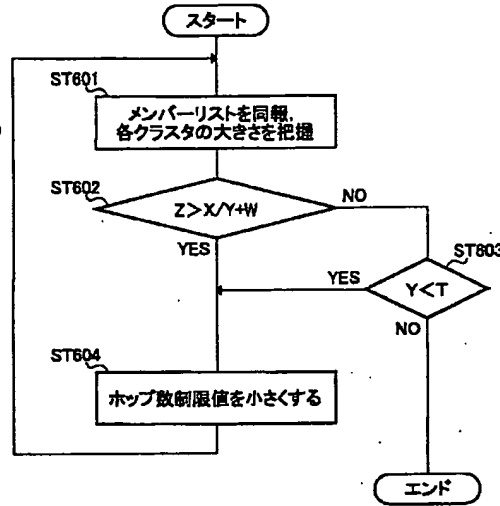 スタート
ST601
メンバーリストを同報,
各クラスタの大きさを把握
ST602
Z>X/Y+W
NO
YES
ST603
YES
Y<T
NO
ST604
ホップ数制限値を小さくする
エンド